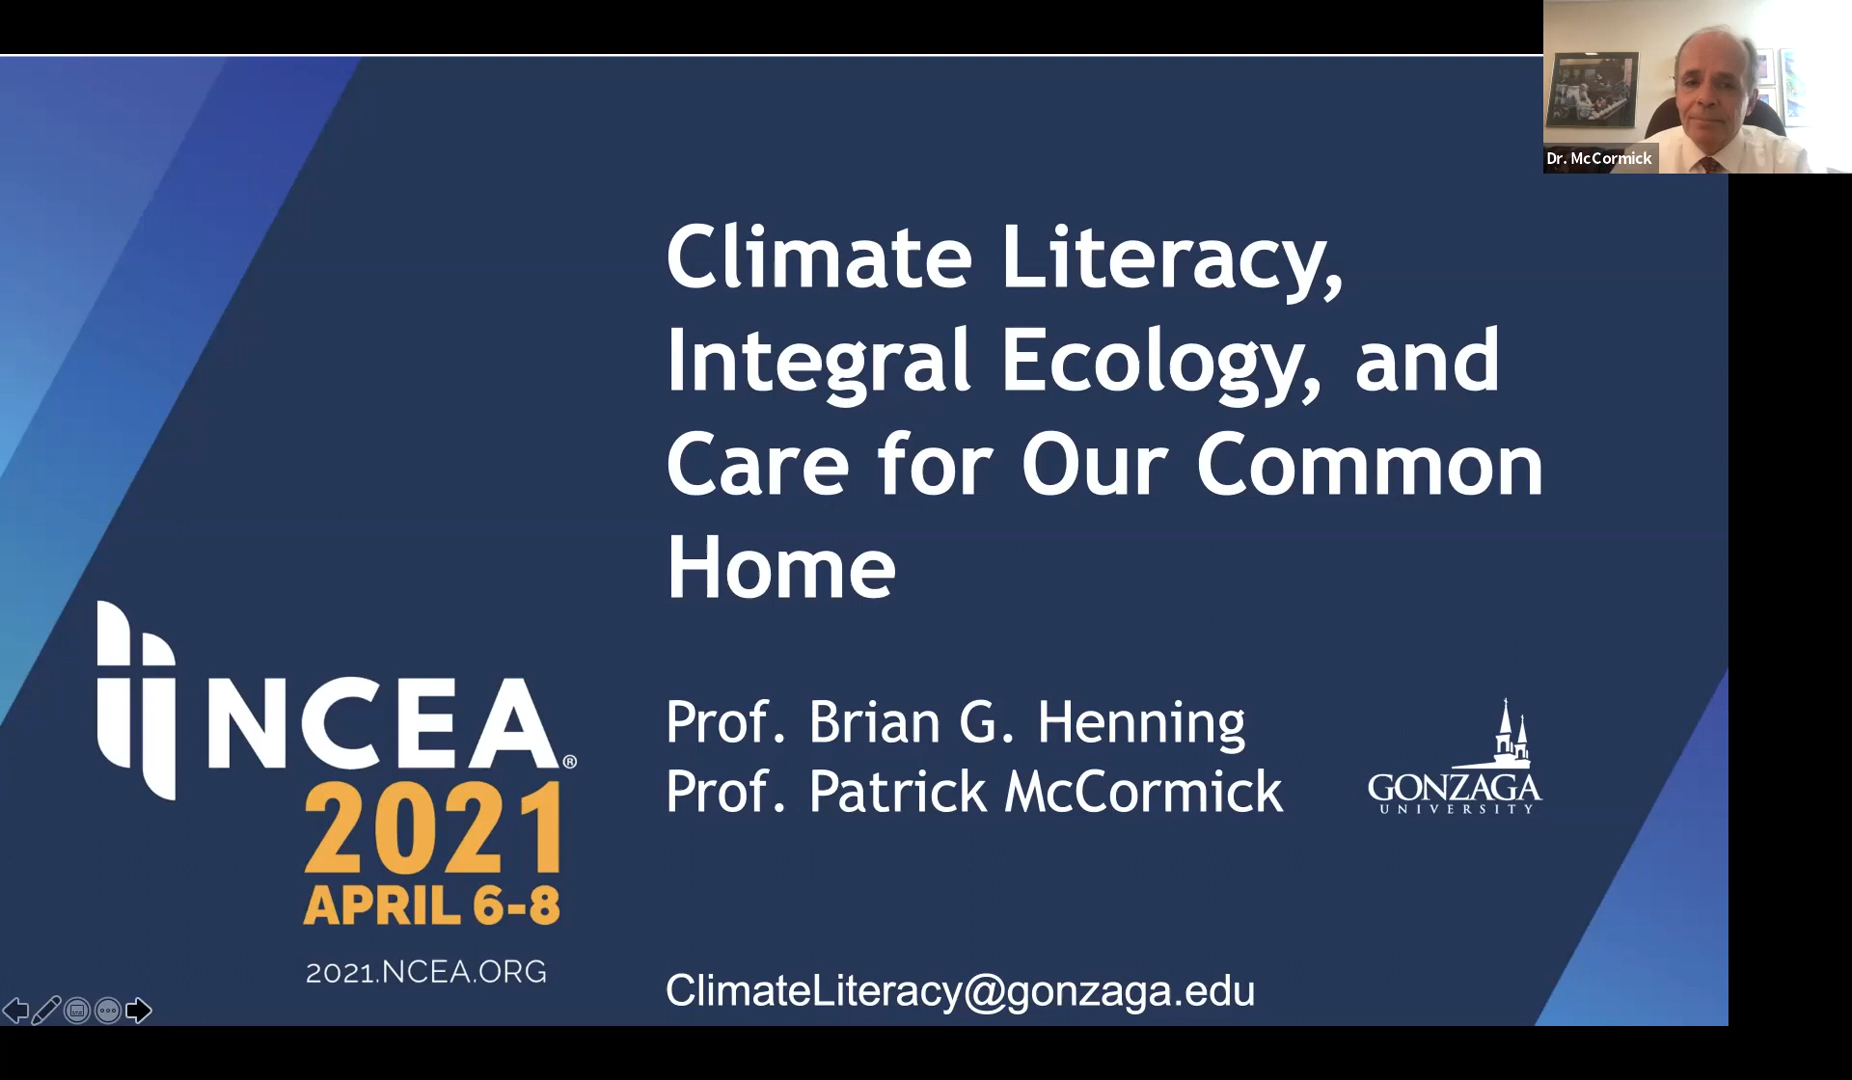 Dr. McCormick
Climate Literacy,
Integral Ecology, and
Care for Our Common
Home
Prof. Brian G. Henning
Prof. Patrick McCormick
GONZAGA
UNIVERSITY
NCEA®
2021
APRIL 6-8
2021.NCEA.ORG
ClimateLiteracy@gonzaga.edu